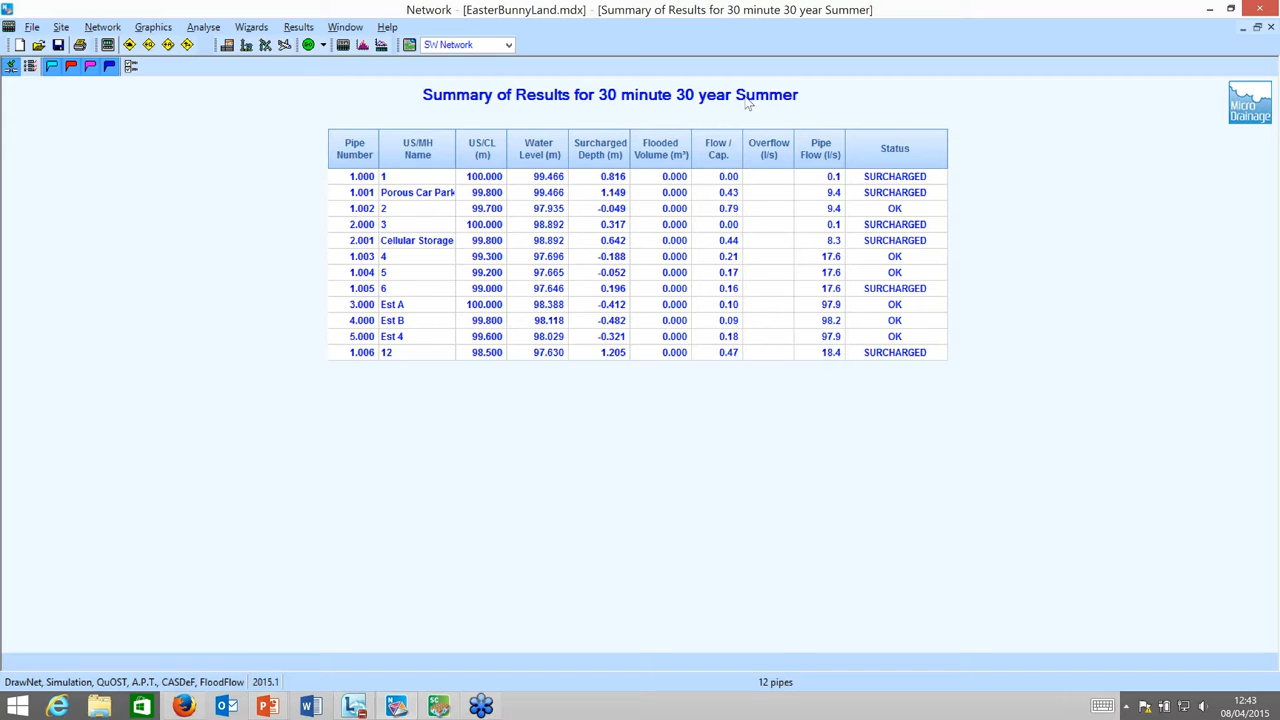 Network - [EasterBunnyLand.mdx] - [Summary of Results for 30 minute 30 year Summer]
File Site Network Graphics Analyse Wizards Results Window Help
SW Network
Summary of Results for 30 minute 30 year Summer
Micro Drainage
Pipe Number US/MH Name US/CL (m) Water Level (m) Surcharged Depth (m) Flooded Volume (m³) Flow / Cap. Overflow (l/s) Pipe Flow (l/s) Status
1.000 1 100.000 99.466 0.816 0.000 0.00 0.1 SURCHARGED
1.001 Porous Car Park 99.800 99.466 1.149 0.000 0.43 9.4 SURCHARGED
1.002 2 99.700 97.935 -0.049 0.000 0.79 9.4 OK
2.000 3 100.000 98.892 0.317 0.000 0.00 0.1 SURCHARGED
2.001 Cellular Storage 99.800 98.892 0.642 0.000 0.44 8.3 SURCHARGED
1.003 4 99.300 97.696 -0.188 0.000 0.21 17.6 OK
1.004 5 99.200 97.665 -0.052 0.000 0.17 17.6 OK
1.005 6 99.000 97.646 0.196 0.000 0.16 17.6 SURCHARGED
3.000 Est A 100.000 98.388 -0.412 0.000 0.10 97.9 OK
4.000 Est B 99.800 98.118 -0.482 0.000 0.09 98.2 OK
5.000 Est 4 99.600 98.029 -0.321 0.000 0.18 97.9 OK
1.006 12 98.500 97.630 1.205 0.000 0.47 18.4 SURCHARGED
DrawNet, Simulation, QuOST, A.P.T., CASDeF, FloodFlow 2015.1 12 pipes
12:43
08/04/2015